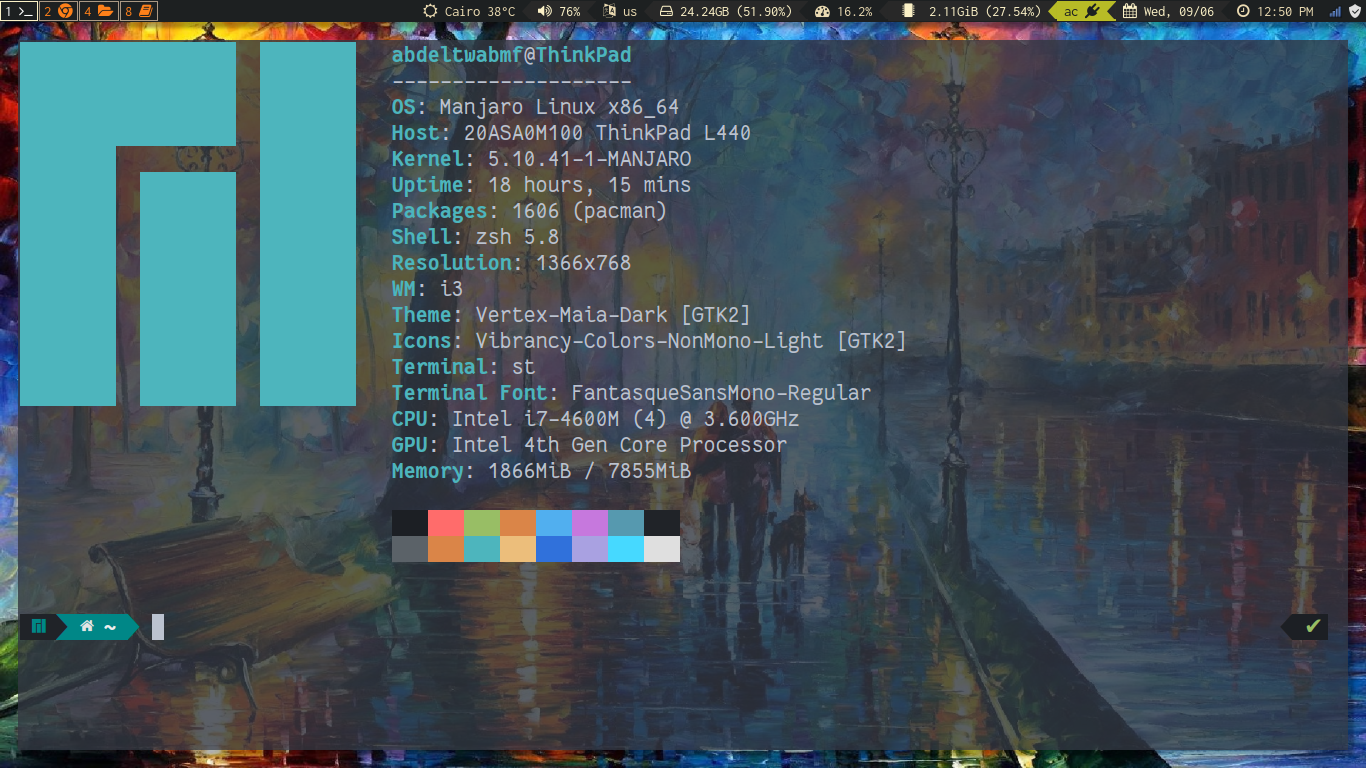 1 >_ 2 4 8 Cairo 38°C 76% us 24.24GB (51.90%) 16.2% 2.11GiB (27.54%) ac Wed, 09/06 12:50 PM
abdeltwabmf@ThinkPad
--------------------
OS: Manjaro Linux x86_64
Host: 20ASA0M100 ThinkPad L440
Kernel: 5.10.41-1-MANJARO
Uptime: 18 hours, 15 mins
Packages: 1606 (pacman)
Shell: zsh 5.8
Resolution: 1366x768
WM: i3
Theme: Vertex-Maia-Dark [GTK2]
Icons: Vibrancy-Colors-NonMono-Light [GTK2]
Terminal: st
Terminal Font: FantasqueSansMono-Regular
CPU: Intel i7-4600M (4) @ 3.600GHz
GPU: Intel 4th Gen Core Processor
Memory: 1866MiB / 7855MiB
~ ✔